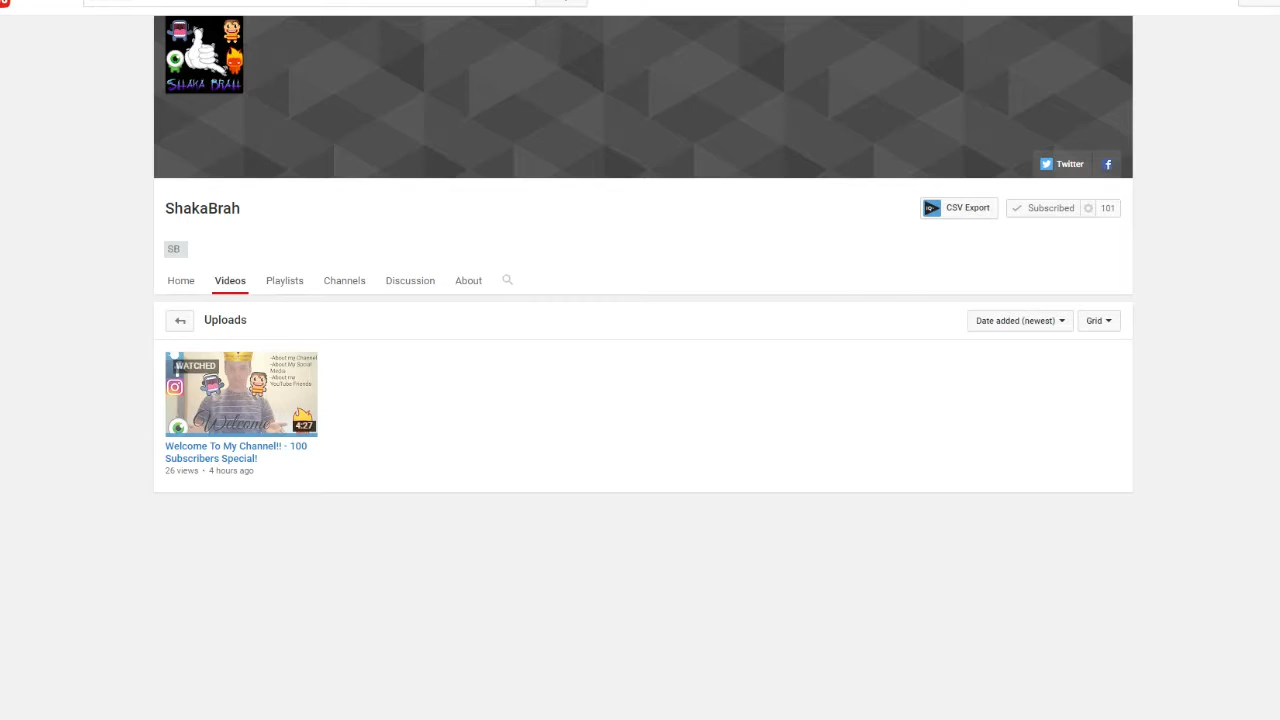 SHAKA BRAH
Twitter
ShakaBrah
CSV Export
Subscribed
101
SB
Home
Videos
Playlists
Channels
Discussion
About
Uploads
Date added (newest)
Grid
WATCHED
-About my Channel
-About My Social
Media
-About me
YouTube Friends
Welcome
4:27
Welcome To My Channel!! - 100
Subscribers Special!
26 views • 4 hours ago